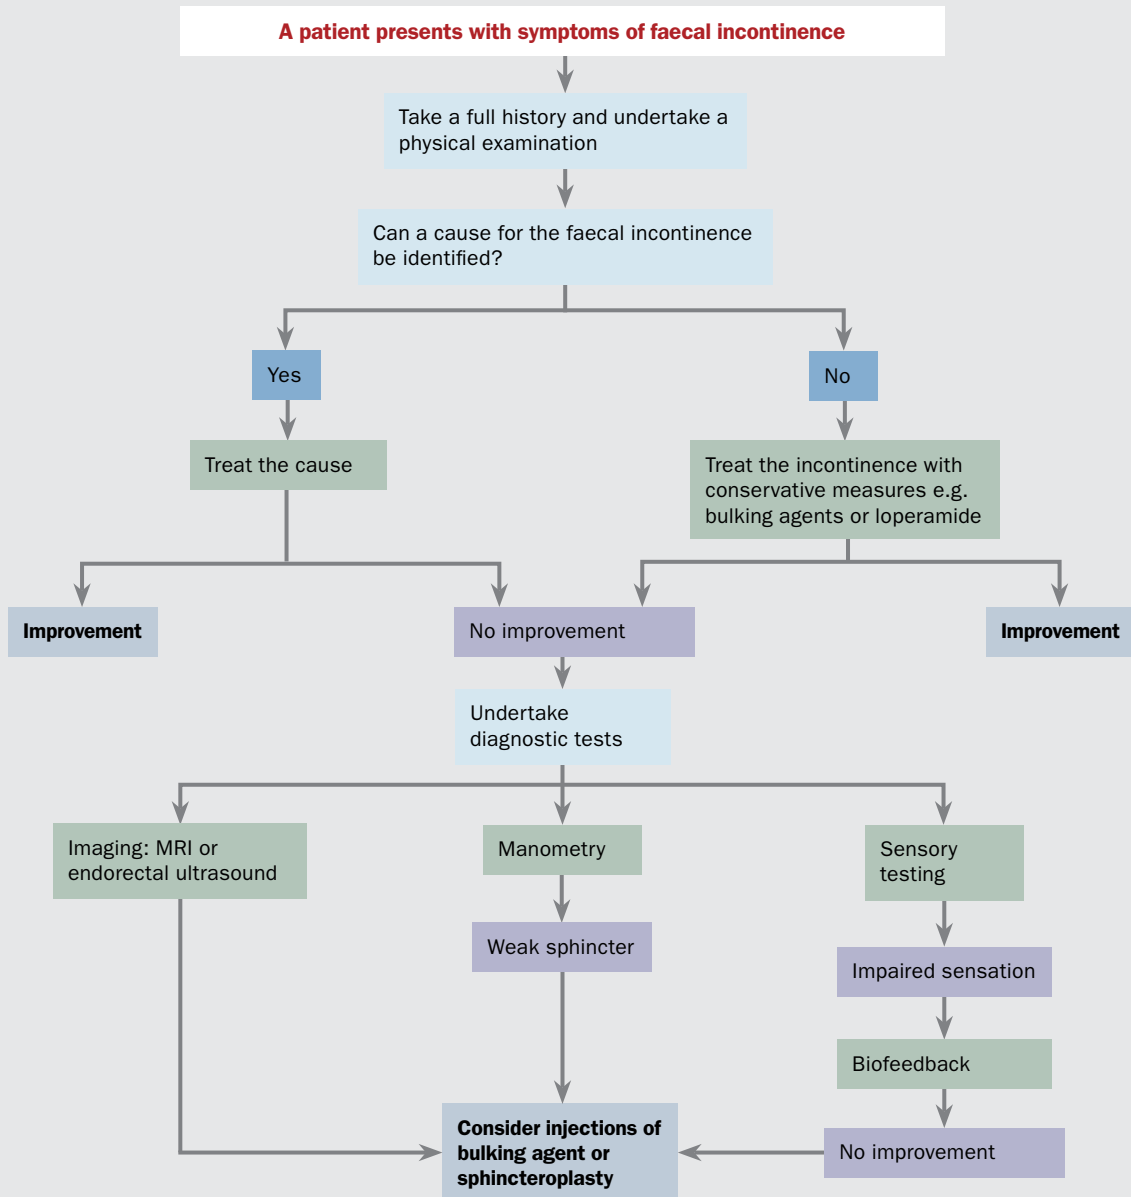 A patient presents with symptoms of faecal incontinence
Take a full history and undertake a
physical examination
Can a cause for the faecal incontinence
be identified?
Yes
No
Treat the cause
Treat the incontinence with
conservative measures e.g.
bulking agents or loperamide
Improvement
No improvement
Improvement
Undertake
diagnostic tests
Imaging: MRI or
endorectal ultrasound
Manometry
Sensory
testing
Weak sphincter
Impaired sensation
Biofeedback
Consider injections of
bulking agent or
sphincteroplasty
No improvement